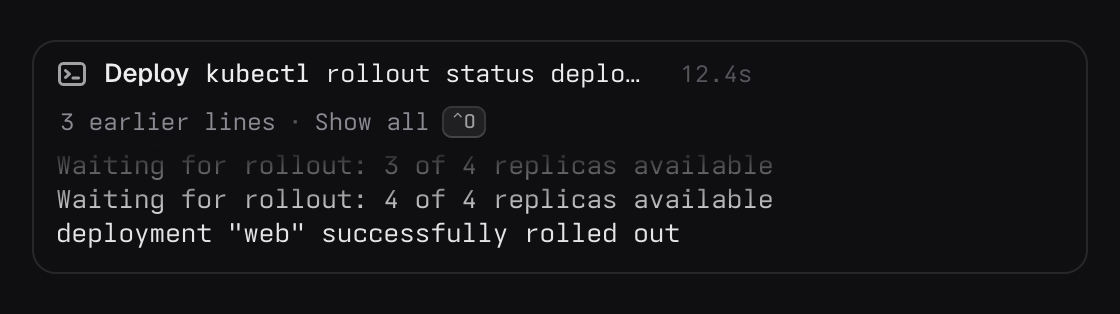 Deploy kubectl rollout status deplo… 12.4s
3 earlier lines · Show all ^O
Waiting for rollout: 3 of 4 replicas available
Waiting for rollout: 4 of 4 replicas available
deployment "web" successfully rolled out